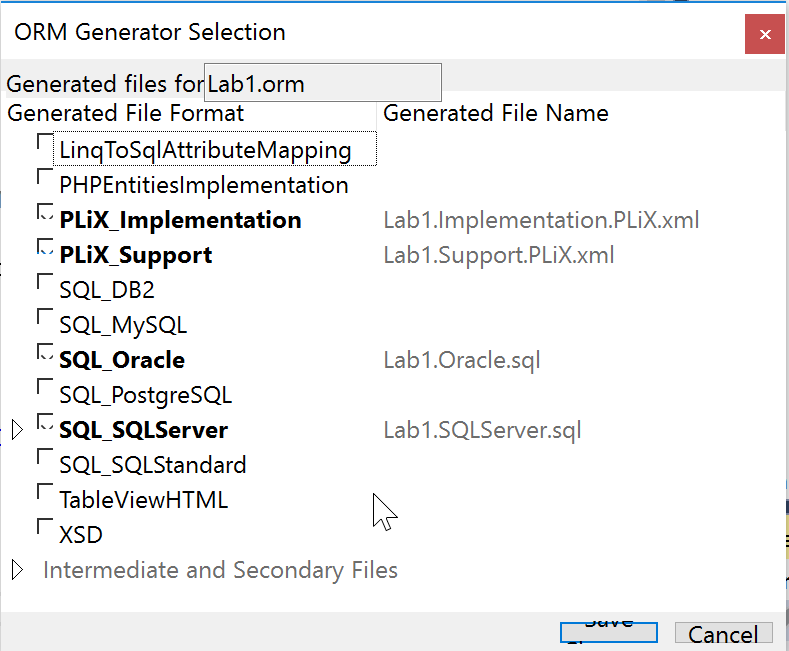 ORM Generator Selection
Generated files for Lab1.orm
Generated File Format Generated File Name
LinqToSqlAttributeMapping
PHPEntitiesImplementation
PLiX_Implementation Lab1.Implementation.PLiX.xml
PLiX_Support Lab1.Support.PLiX.xml
SQL_DB2
SQL_MySQL
SQL_Oracle Lab1.Oracle.sql
SQL_PostgreSQL
SQL_SQLServer Lab1.SQLServer.sql
SQL_SQLStandard
TableViewHTML
XSD
Intermediate and Secondary Files
Save Cancel